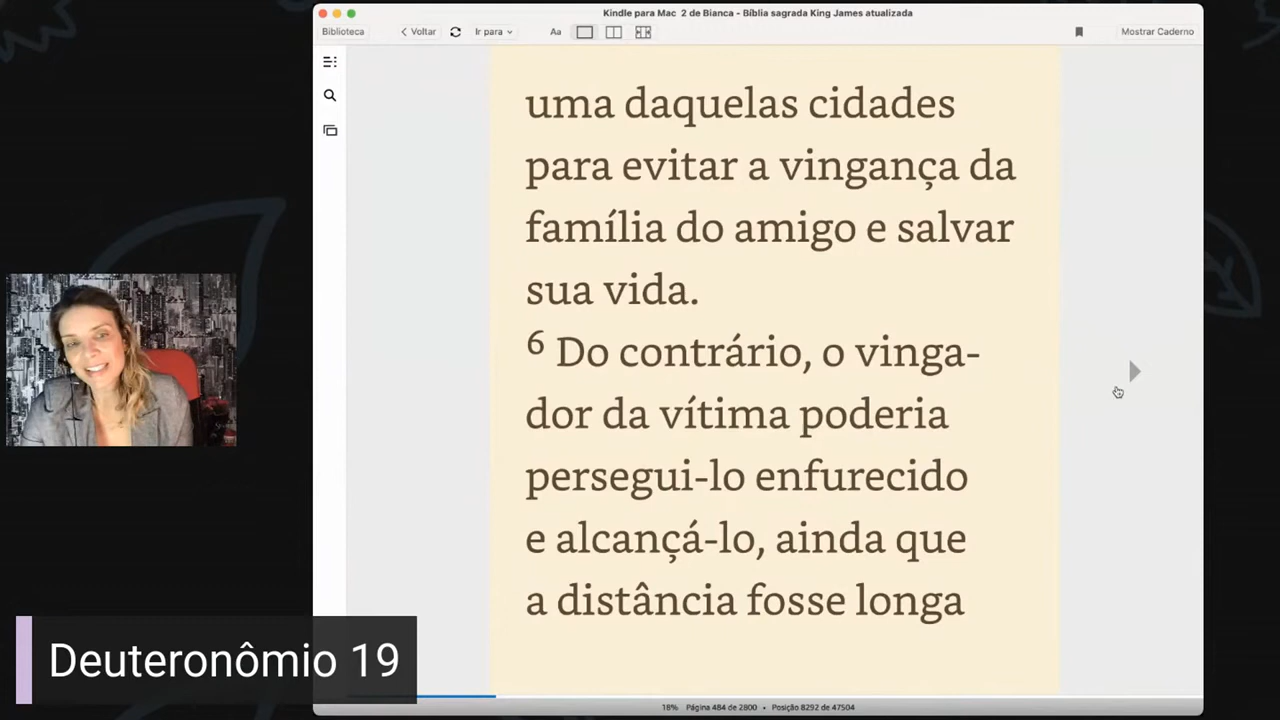 Kindle para Mac 2 de Bianca - Bíblia sagrada King James atualizada
Biblioteca
Voltar
Ir para
Aa
Mostrar Caderno
uma daquelas cidades
para evitar a vingança da
família do amigo e salvar
sua vida.
6 Do contrário, o vinga-
dor da vítima poderia
persegui-lo enfurecido
e alcançá-lo, ainda que
a distância fosse longa
Deuteronômio 19
18% Página 484 de 2800 • Posição 8292 de 47504